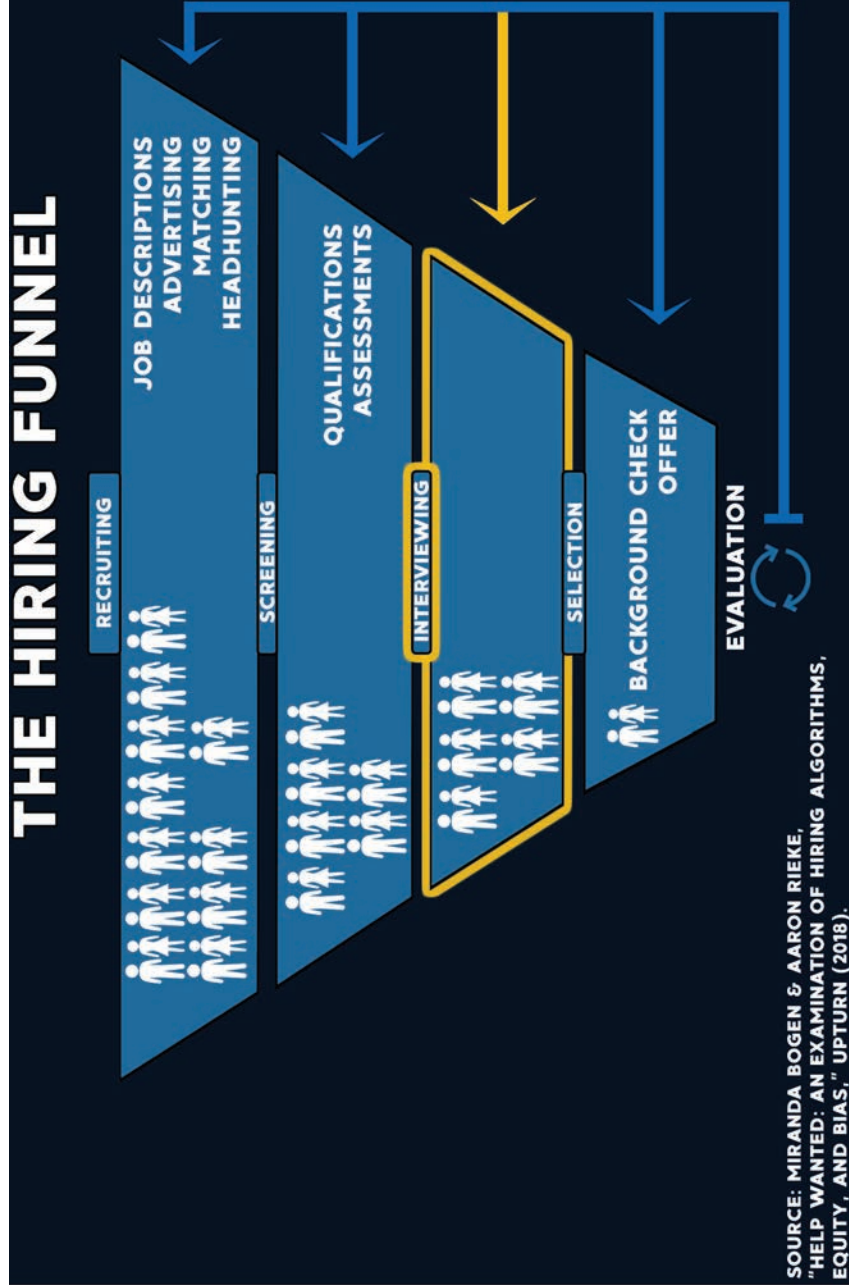 THE HIRING FUNNEL
RECRUITING
JOB DESCRIPTIONS
ADVERTISING
MATCHING
HEADHUNTING
SCREENING
QUALIFICATIONS
ASSESSMENTS
INTERVIEWING
SELECTION
BACKGROUND CHECK
OFFER
EVALUATION
SOURCE: MIRANDA BOGEN & AARON RIEKE,
"HELP WANTED: AN EXAMINATION OF HIRING ALGORITHMS,
EQUITY, AND BIAS," UPTURN (2018).